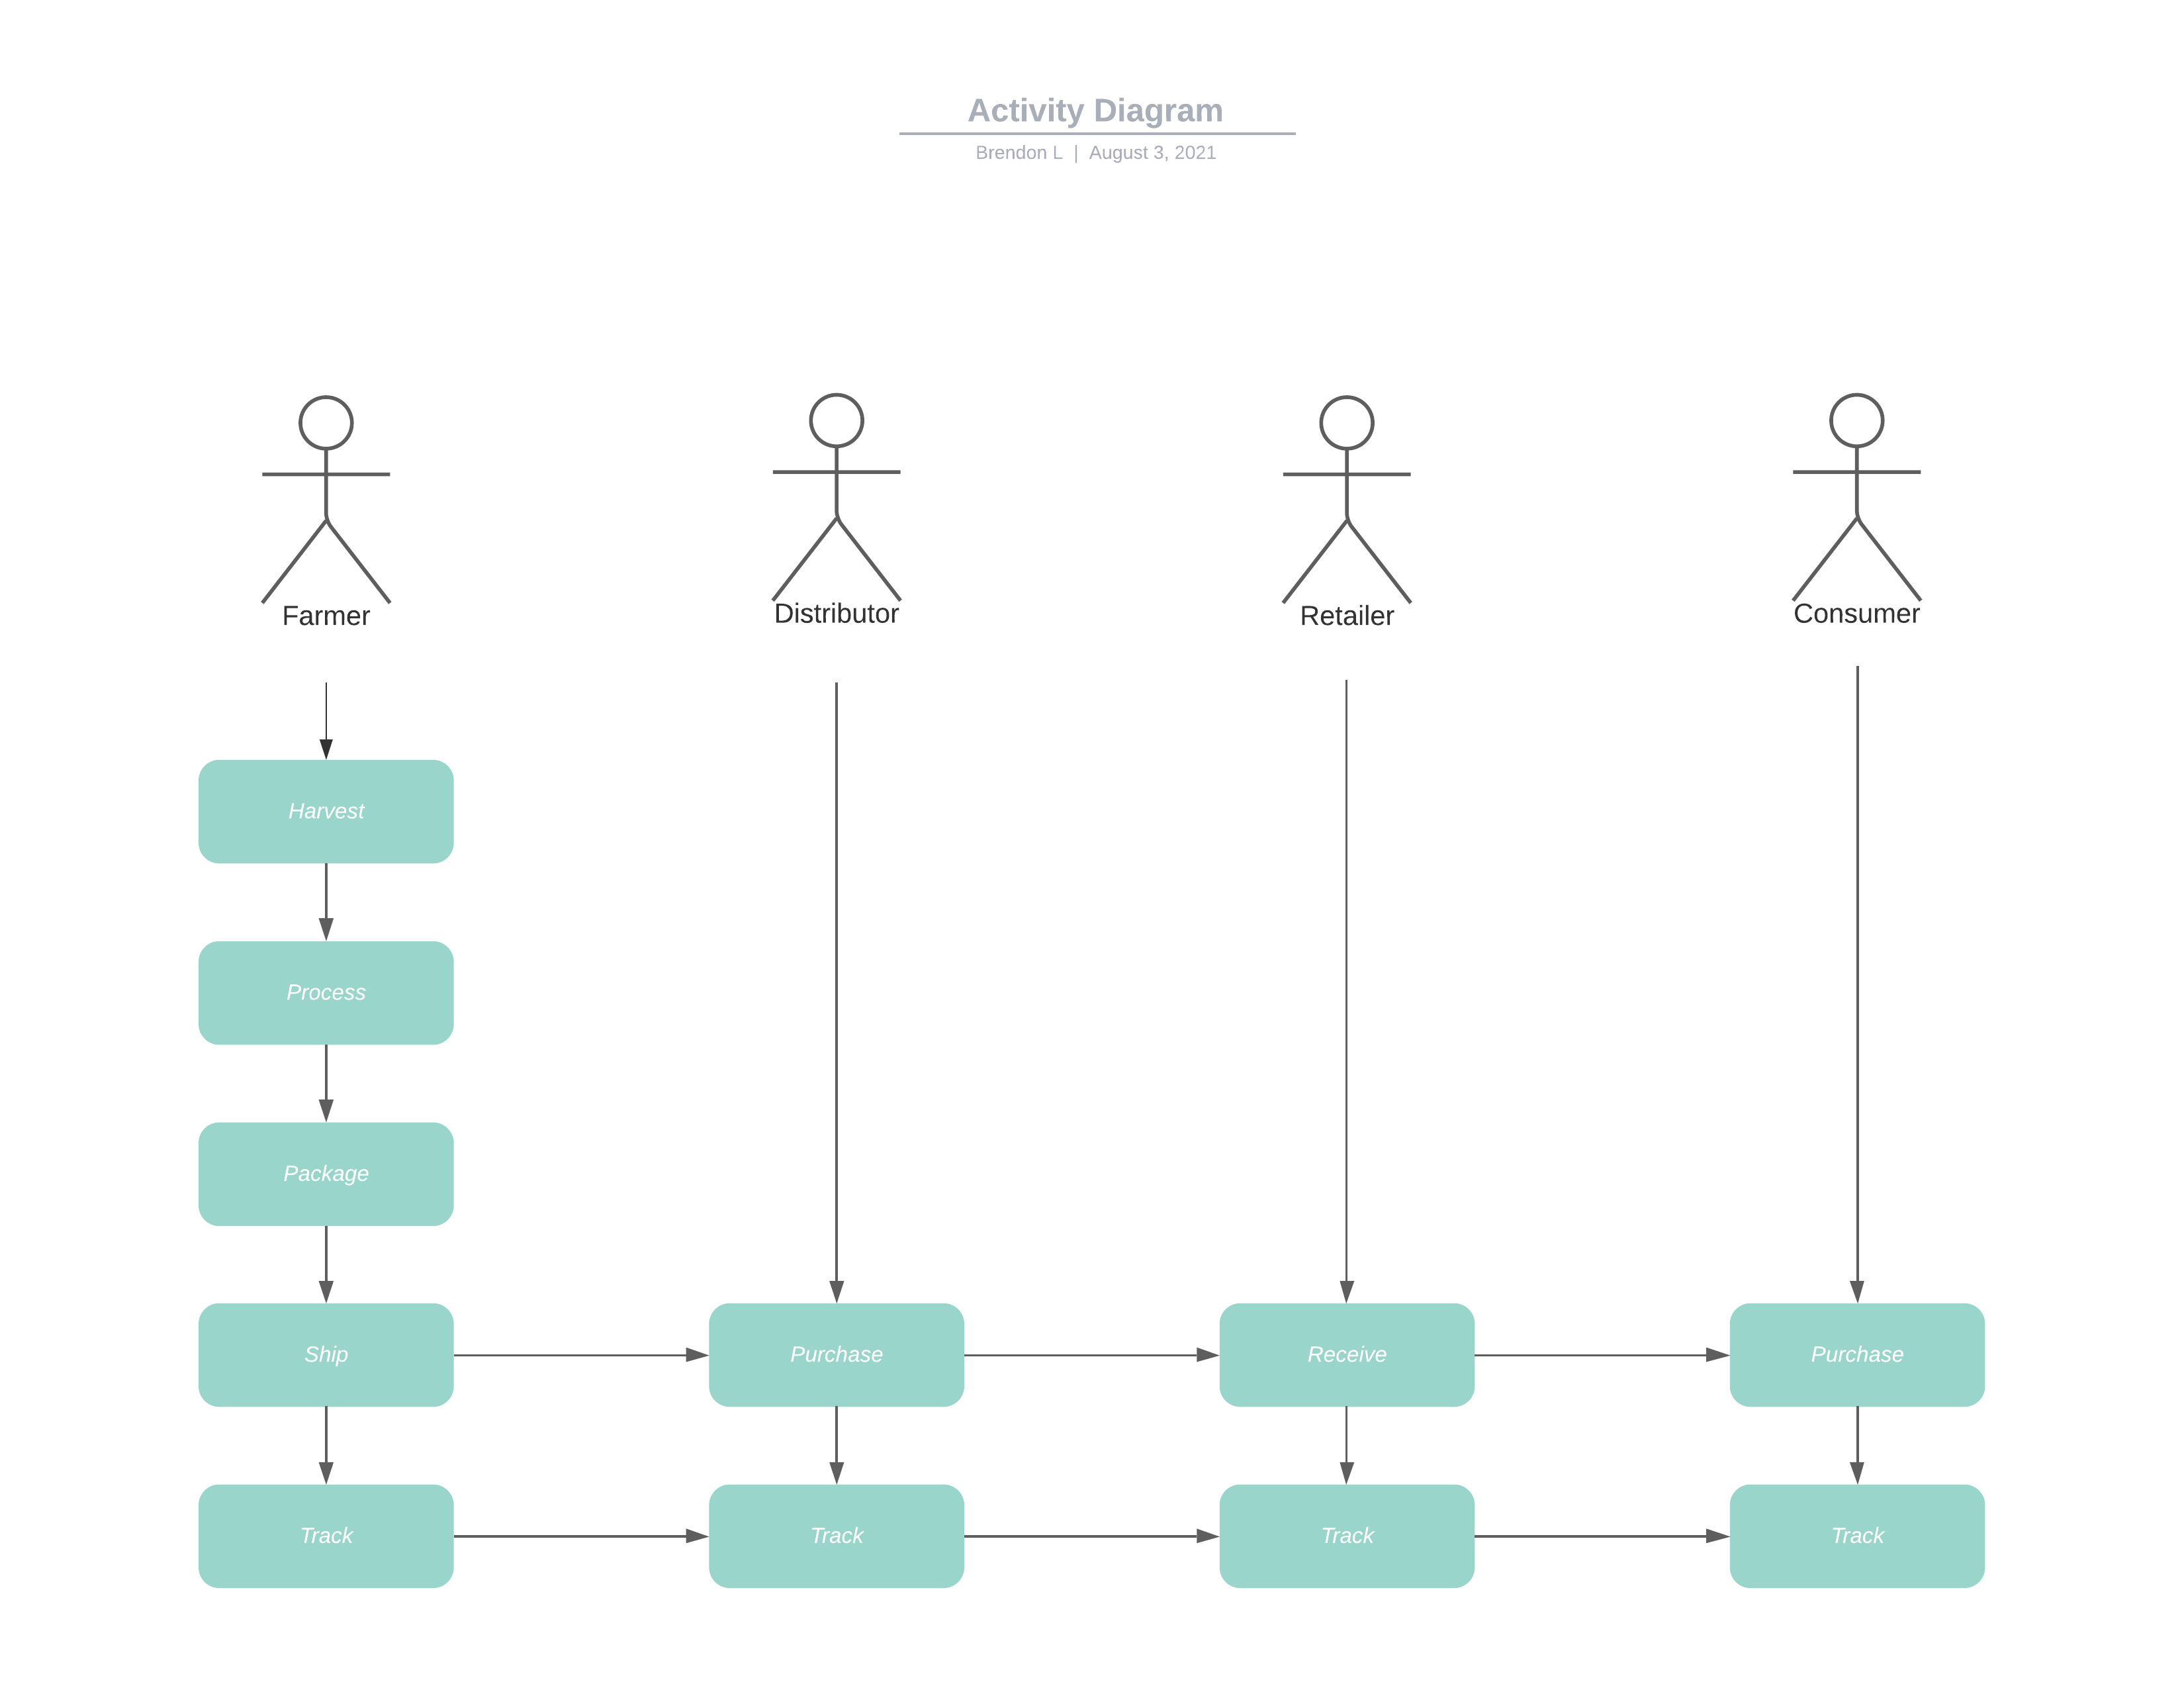 Activity Diagram
Brendon L | August 3, 2021
Farmer
Distributor
Retailer
Consumer
Harvest
Process
Package
Ship
Purchase
Receive
Purchase
Track
Track
Track
Track